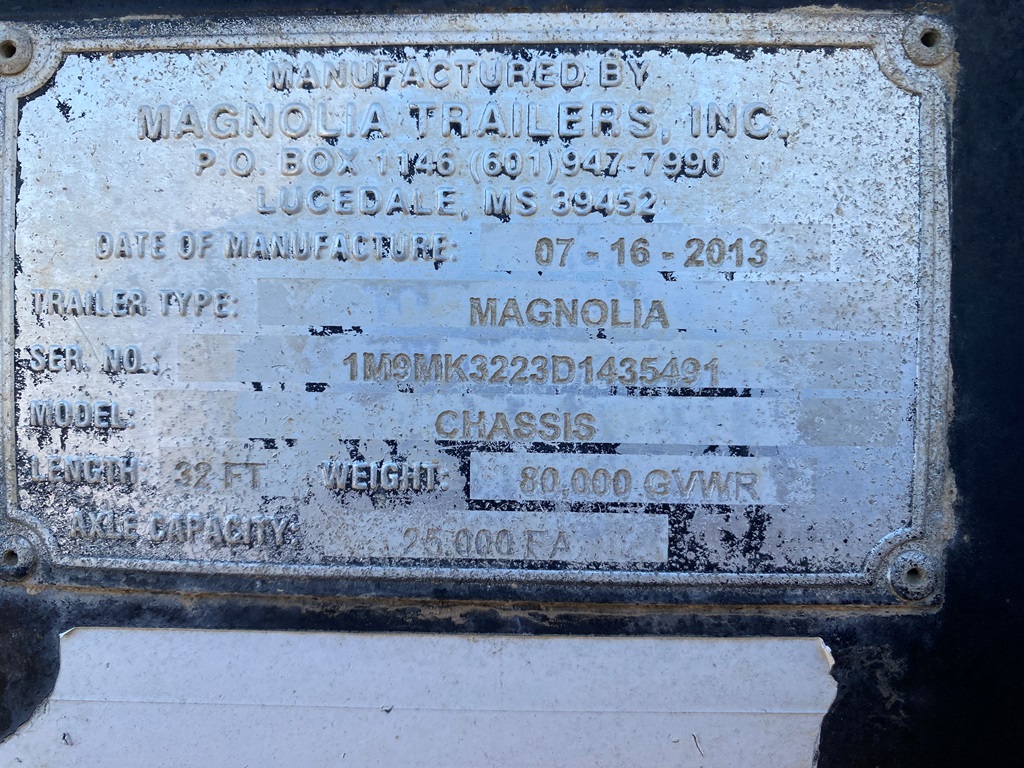 MANUFACTURED BY
MAGNOLIA TRAILERS, INC.
P.O. BOX 1146 (601)947-7990
LUCEDALE, MS 39452
DATE OF MANUFACTURE: 07 - 16 - 2013
TRAILER TYPE: MAGNOLIA
SER. NO.: 1M9MK3223D1435491
MODEL: CHASSIS
LENGTH: 32 FT WEIGHT: 80,000 GVWR
AXLE CAPACITY 25,000 EA